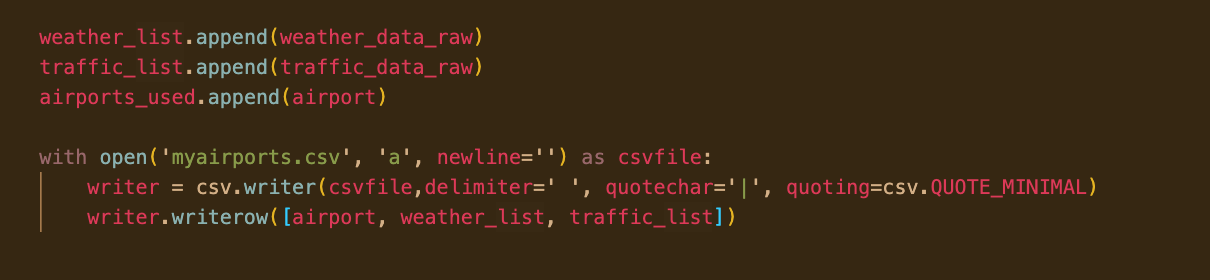 weather_list.append(weather_data_raw)
traffic_list.append(traffic_data_raw)
airports_used.append(airport)
with open('myairports.csv', 'a', newline='') as csvfile:
writer = csv.writer(csvfile,delimiter=' ', quotechar='|', quoting=csv.QUOTE_MINIMAL)
writer.writerow([airport, weather_list, traffic_list])